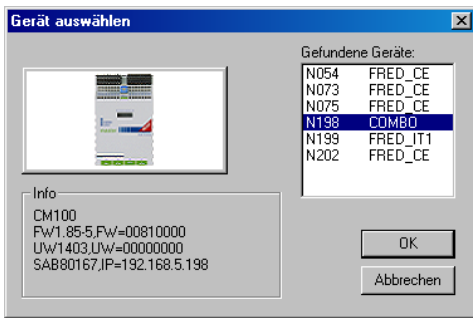 Gerät auswählen
Gefundene Geräte:
N054 FRED_CE
N073 FRED_CE
N075 FRED_CE
N198 COMBO
N199 FRED_IT1
N202 FRED_CE
Info
CM100
FW1.85-5,FW=00810000
UW1403,UW=00000000
SAB80167,IP=192.168.5.198
OK
Abbrechen